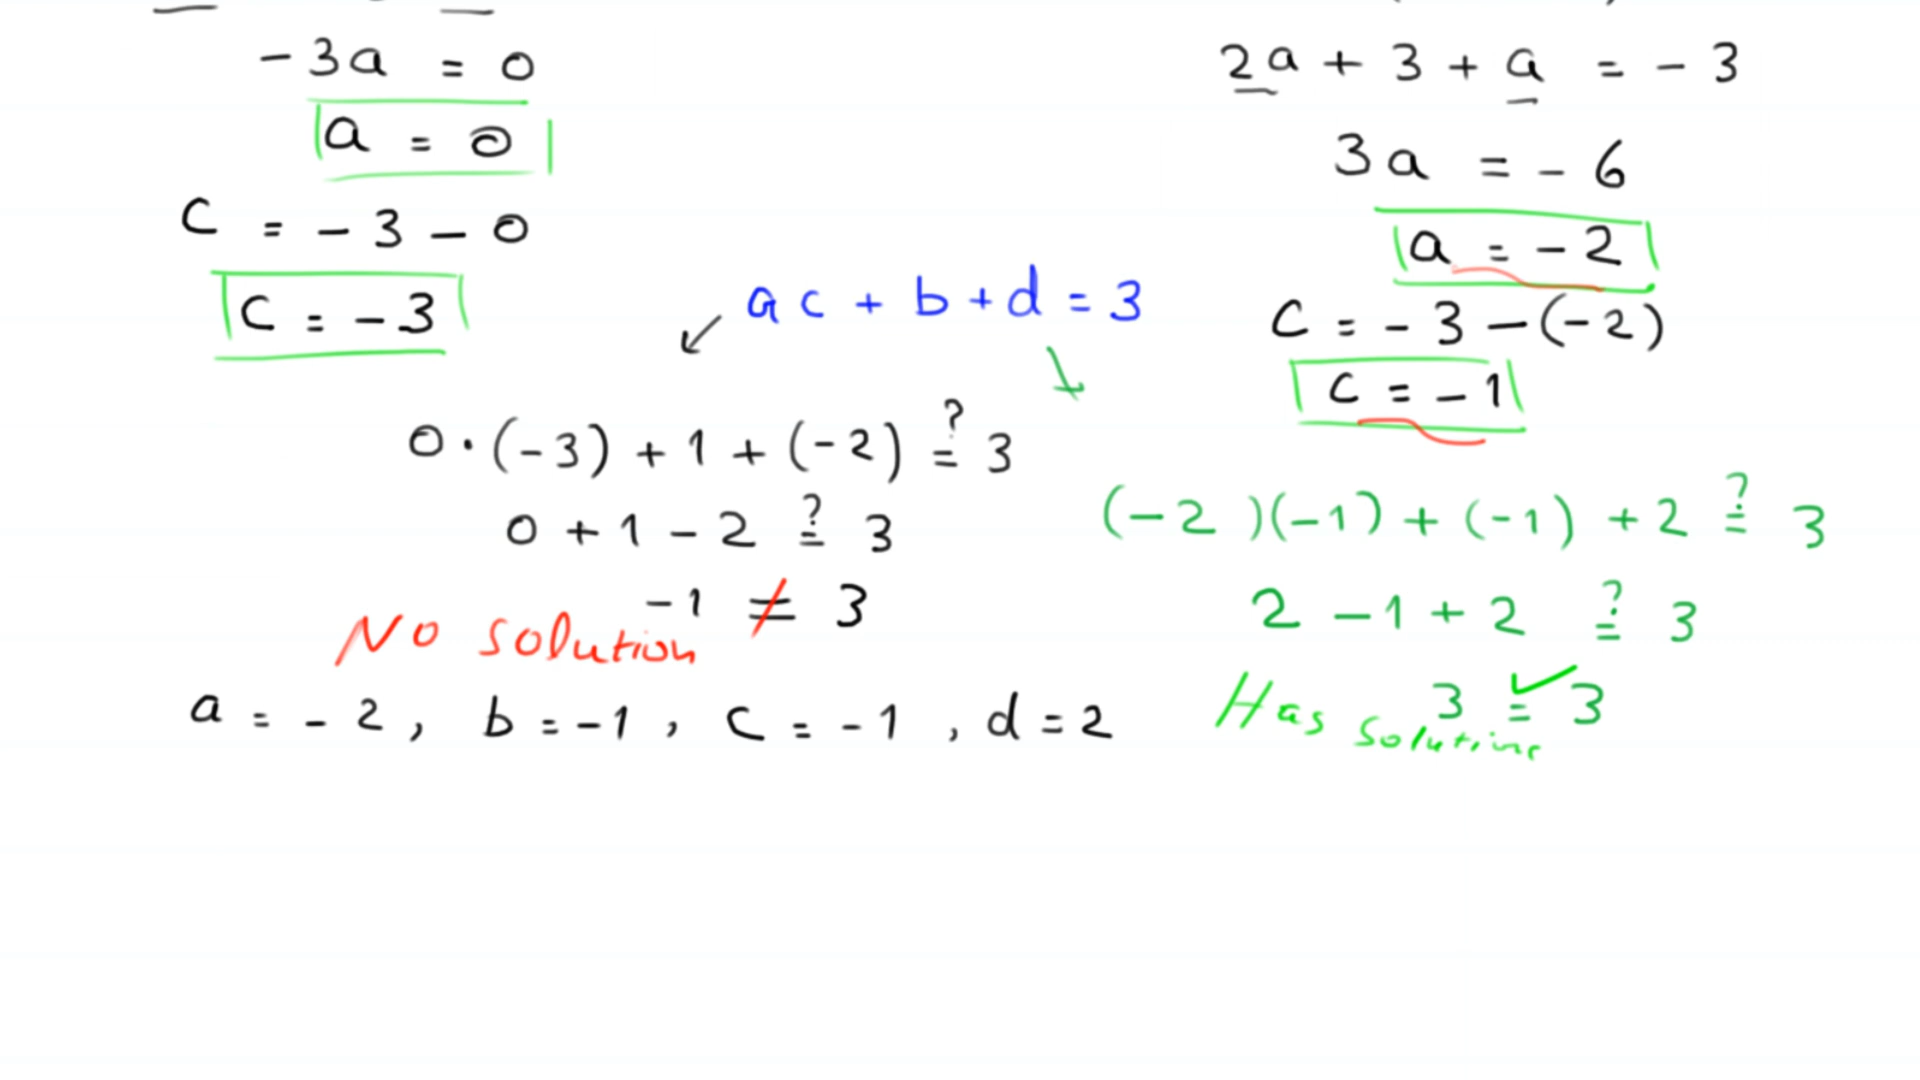 -3a = 0
a = 0
c = -3 - 0
c = -3
2a + 3 + a = -3
3a = -6
a = -2
c = -3 - (-2)
c = -1
ac + b + d = 3
0 · (-3) + 1 + (-2) ?= 3
0 + 1 - 2 ?= 3
-1 ≠ 3
No solution
(-2)(-1) + (-1) + 2 ?= 3
2 - 1 + 2 ?= 3
3 = 3 ✓
Has solutions
a = -2, b = -1, c = -1, d = 2